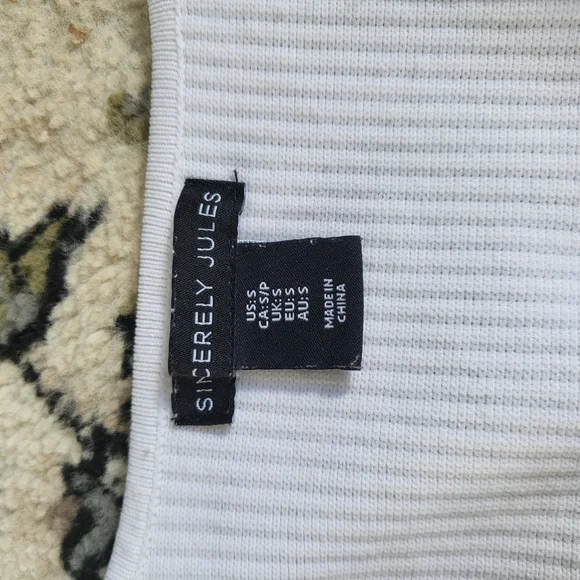 SINCERELY JULES
US:S
CA:S/P
UK: S
EU: S
AU: S
MADE IN
CHINA